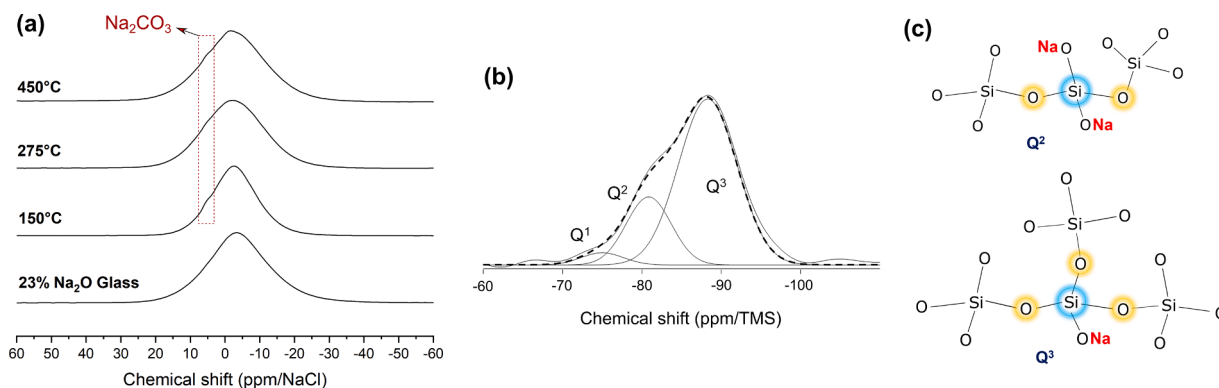 (a)
Na₂CO₃
450°C
275°C
150°C
23% Na₂O Glass
60 50 40 30 20 10 0 -10 -20 -30 -40 -50 -60
Chemical shift (ppm/NaCl)
(b)
Q¹
Q²
Q³
-60 -70 -80 -90 -100
Chemical shift (ppm/TMS)
(c)
Na O
O O
O Si Si
O Si O Si O O
O O Na
Q²
O Si O
O
O O O
O Si O Si O Si O
O O Na O
Q³